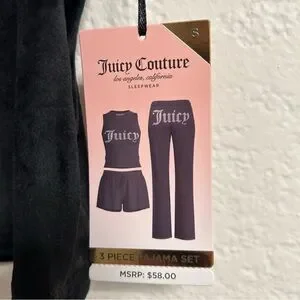 S
Juicy Couture
los angeles, california
SLEEPWEAR
Juicy
Juicy
3 PIECE PAJAMA SET
MSRP: $58.00